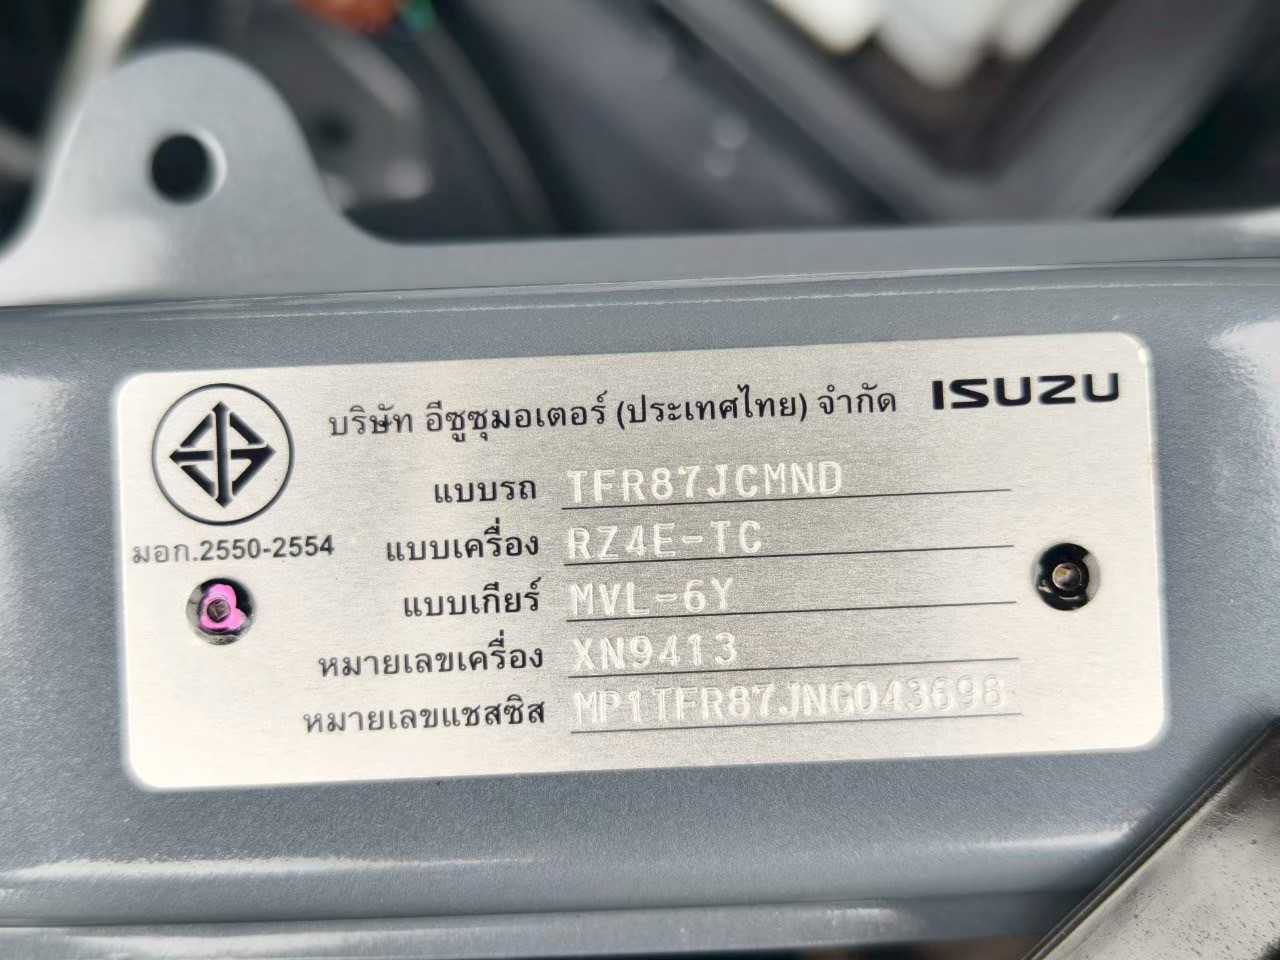 บริษัท อีซูซุมอเตอร์ (ประเทศไทย) จำกัด ISUZU
แบบรถ TFR87JCMND
มอก.2550-2554
แบบเครื่อง RZ4E-TC
แบบเกียร์ MVL-6Y
หมายเลขเครื่อง XN9413
หมายเลขแชสซิส MP1TFR87JNG043698